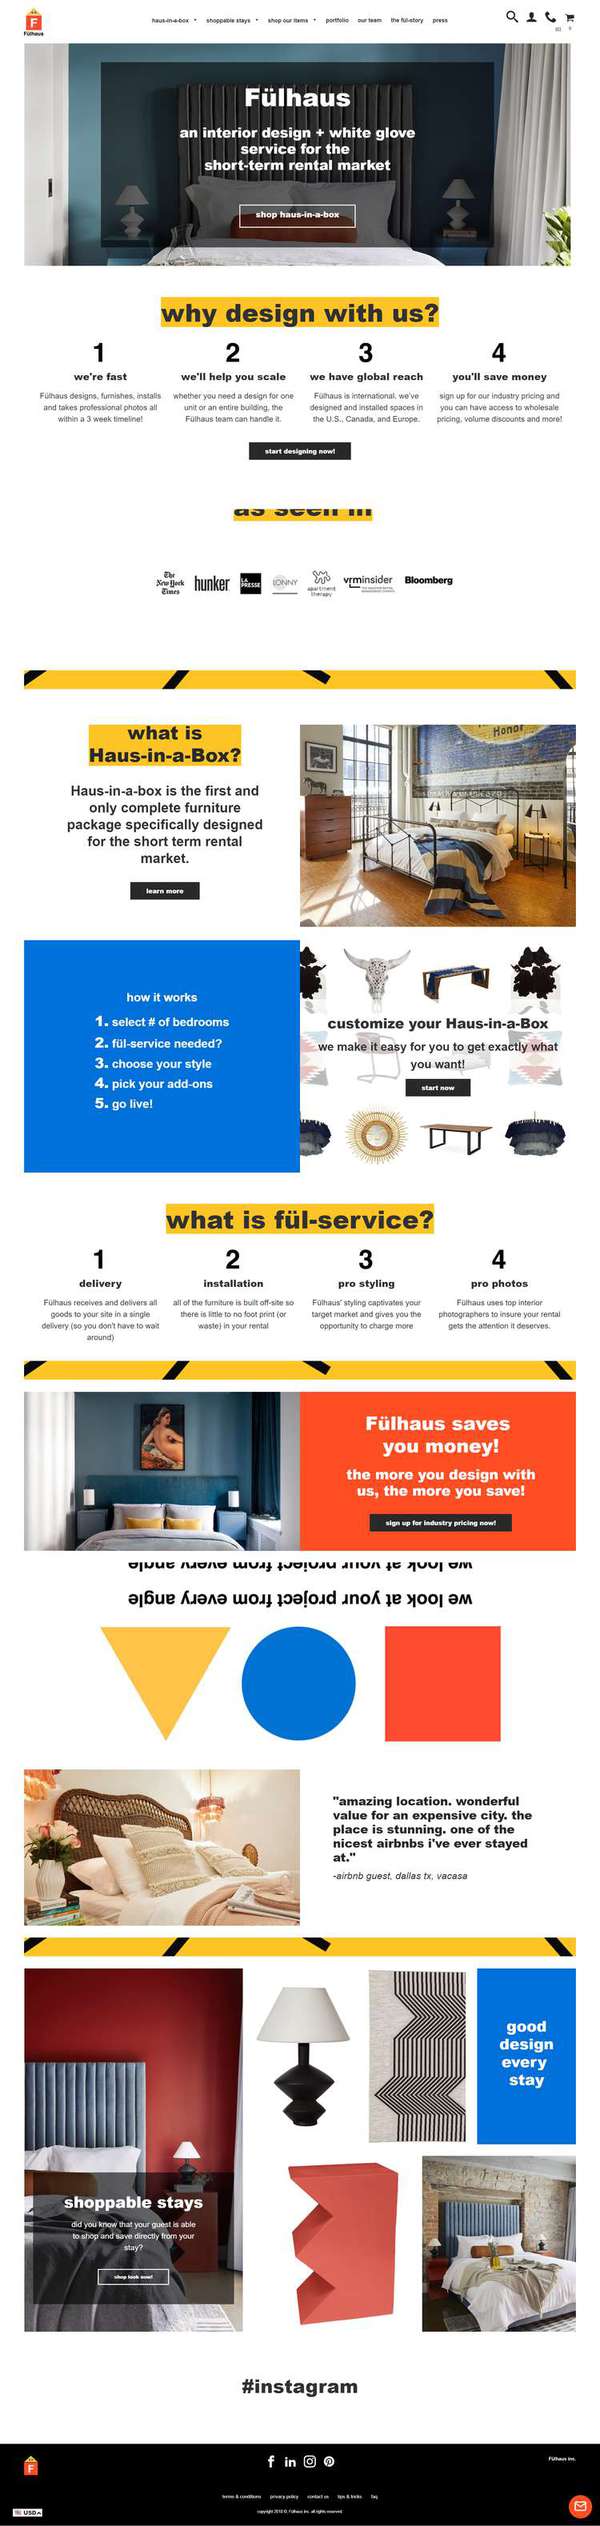 F
Fülhaus
haus-in-a-box
shoppable stays
shop our items
portfolio
our team
the fül-story
press
Fülhaus
an interior design + white glove
service for the
short-term rental market
shop haus-in-a-box
why design with us?
1
we're fast
Fülhaus designs, furnishes, installs
and takes professional photos all
within a 3 week timeline!
2
we'll help you scale
whether you need a design for one
unit or an entire building, the
Fülhaus team can handle it.
3
we have global reach
Fülhaus is international. we've
designed and installed spaces in
the U.S., Canada, and Europe.
4
you'll save money
sign up for our industry pricing and
you can have access to wholesale
pricing, volume discounts and more!
start designing now!
as seen in
The
New York
Times
hunker
LA
PRESSE
LONNY
apartment
therapy
vrminsider
Bloomberg
what is
Haus-in-a-Box?
Haus-in-a-box is the first and
only complete furniture
package specifically designed
for the short term rental
market.
learn more
Honor
how it works
1. select # of bedrooms
2. fül-service needed?
3. choose your style
4. pick your add-ons
5. go live!
customize your Haus-in-a-Box
we make it easy for you to get exactly what
you want!
start now
what is fül-service?
1
delivery
Fülhaus receives and delivers all
goods to your site in a single
delivery (so you don't have to wait
around)
2
installation
all of the furniture is built off-site so
there is little to no foot print (or
waste) in your rental
3
pro styling
Fülhaus' styling captivates your
target market and gives you the
opportunity to charge more
4
pro photos
Fülhaus uses top interior
photographers to insure your rental
gets the attention it deserves.
Fülhaus saves
you money!
the more you design with
us, the more you save!
sign up for industry pricing now!
we look at your project from every angle
we look at your project from every angle
"amazing location. wonderful
value for an expensive city. the
place is stunning. one of the
nicest airbnbs i've ever stayed
at."
-airbnb guest, dallas tx, vacasa
good
design
every
stay
shoppable stays
did you know that your guest is able
to shop and save directly from your
stay?
shop look now!
#instagram
F
Fülhaus inc.
terms & conditions
privacy policy
contact us
tips & tricks
faq
copyright 2018 ©. Fülhaus inc. all rights reserved
USD